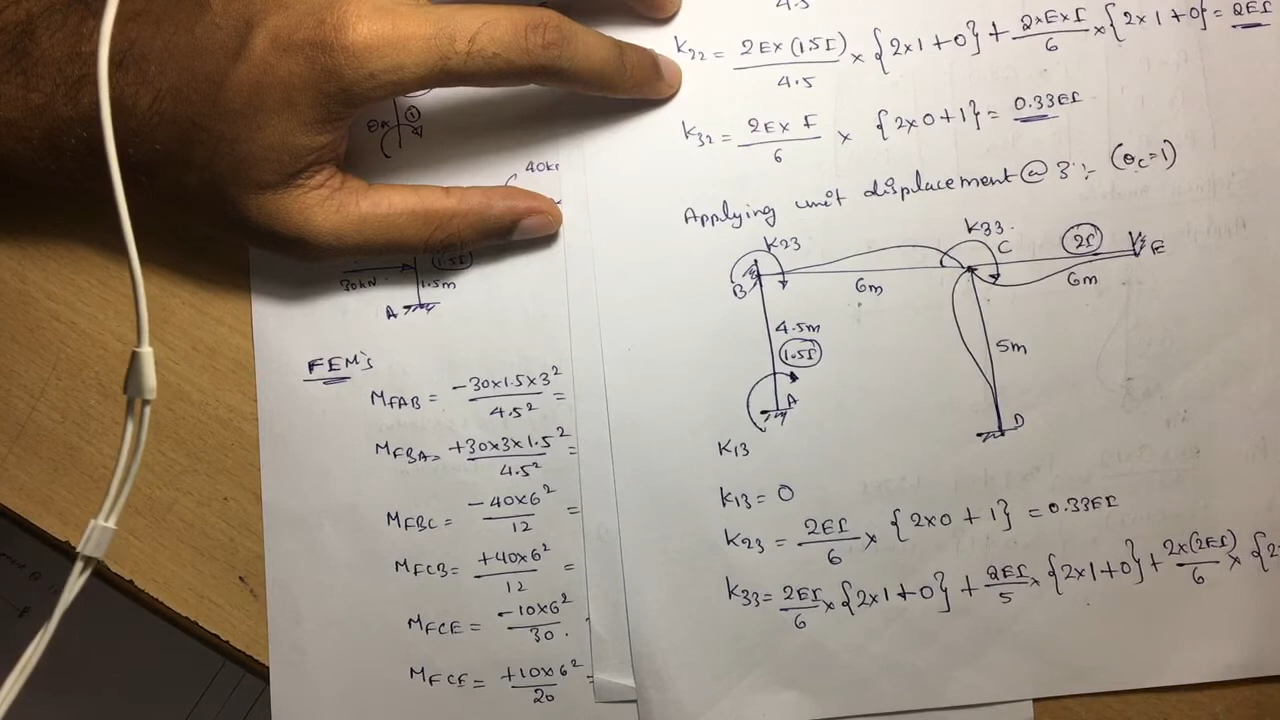 4.5
K22 = 2E×(1.5I)/4.5 × {2×1+0} + 2×E×I/6 × {2×1+0} = 2EI
K32 = 2E×I/6 × {2×0+1} = 0.33EI
Applying unit displacement @ 3 :- (θc=1)
K23
K33
C
2I
E
B
6m
6m
4.5m
1.5I
5m
A
D
K13
K13 = 0
K23 = 2EI/6 × {2×0+1} = 0.33EI
K33 = 2EI/6 × {2×1+0} + 2EI/5 × {2×1+0} + 2×(2EI)/6 × {2
θA
1
40k
1.5I
30kN
1.5m
A
FEM's
MFAB = -30×1.5×3²/4.5² =
MFBA = +30×3×1.5²/4.5² =
MFBC = -40×6²/12 =
MFCB = +40×6²/12 =
MFCE = -10×6²/30
MFCE = +10×6²/20 =